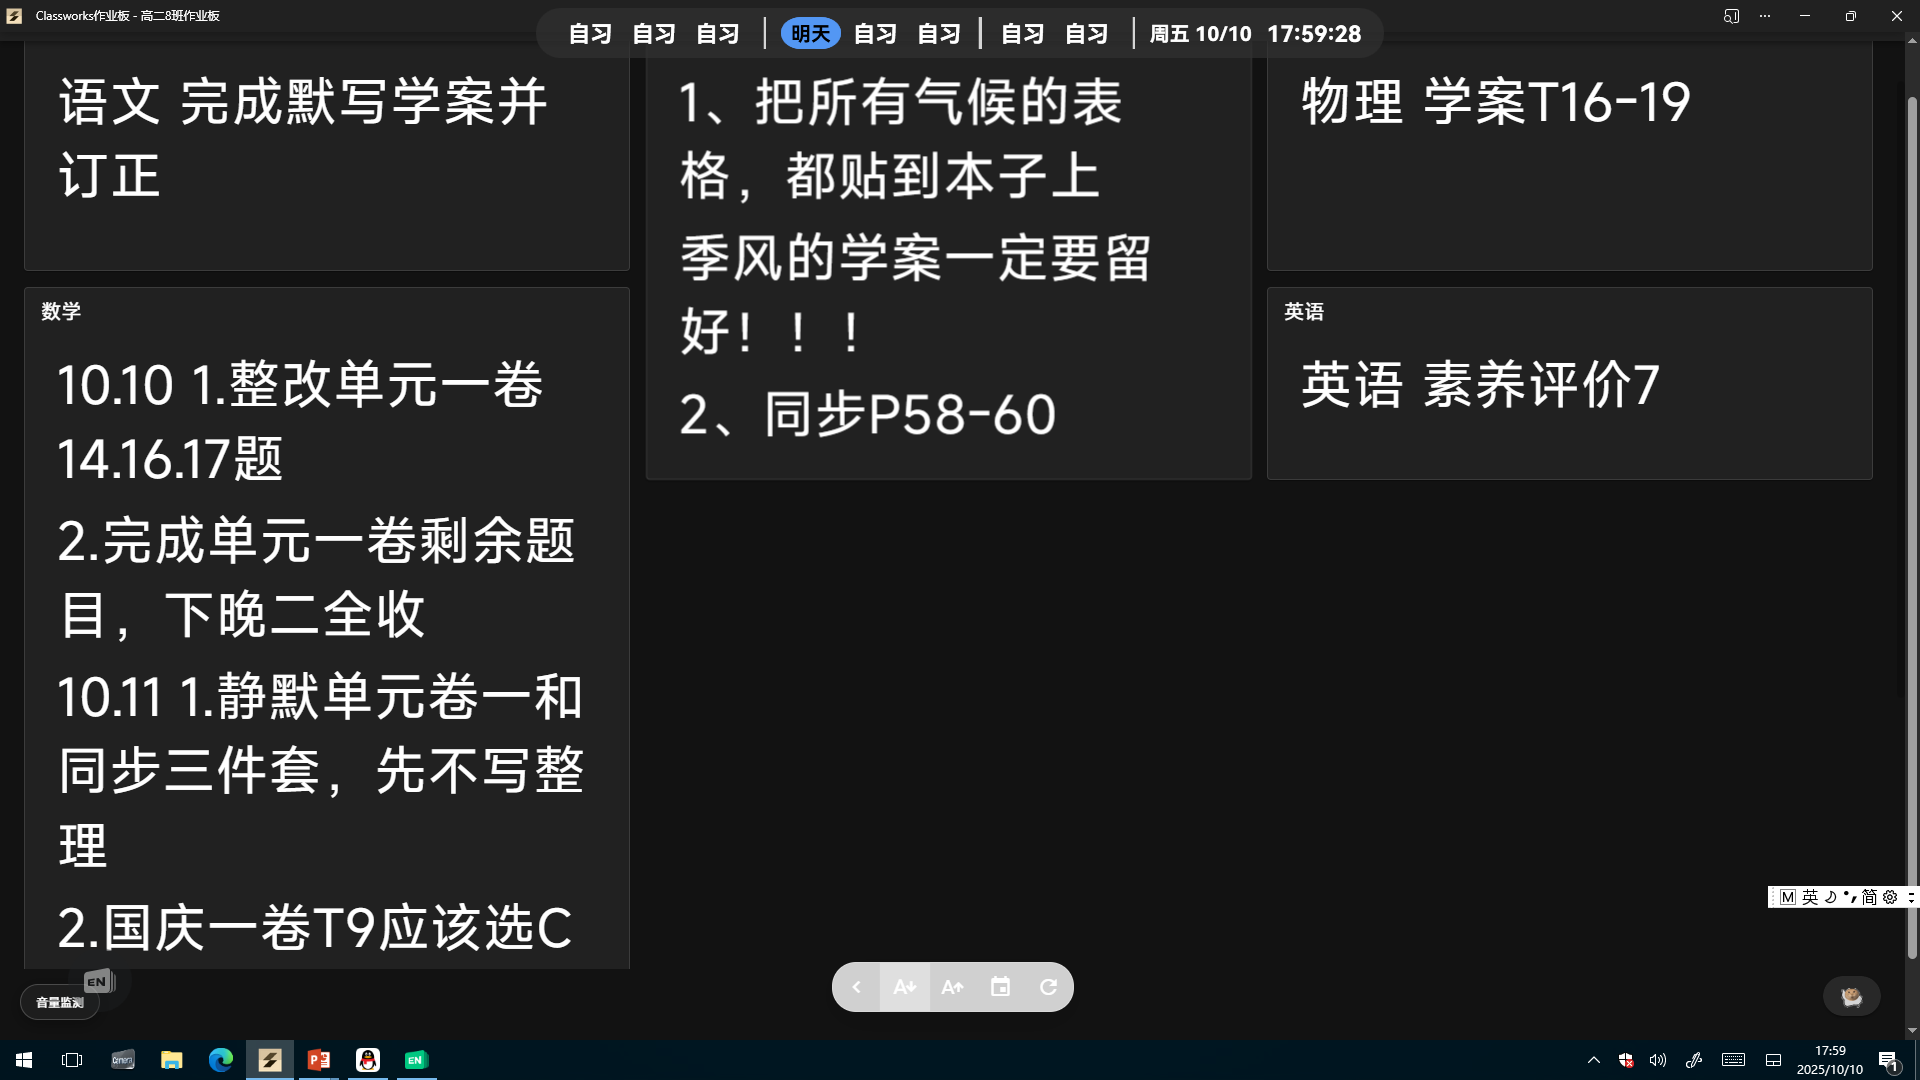 Classworks作业板 - 高二8班作业板
自习 自习 自习 明天 自习 自习 自习 自习 周五 10/10 17:59:28
语文 完成默写学案并
订正
1、把所有气候的表
格，都贴到本子上
季风的学案一定要留
好！！！
2、同步P58-60
物理 学案T16-19
数学
10.10 1.整改单元一卷
14.16.17题
2.完成单元一卷剩余题
目，下晚二全收
10.11 1.静默单元卷一和
同步三件套，先不写整
理
2.国庆一卷T9应该选C
英语
英语 素养评价7
M 英 简
EN
音量监测
A A
Camera
EN
17:59
2025/10/10
1